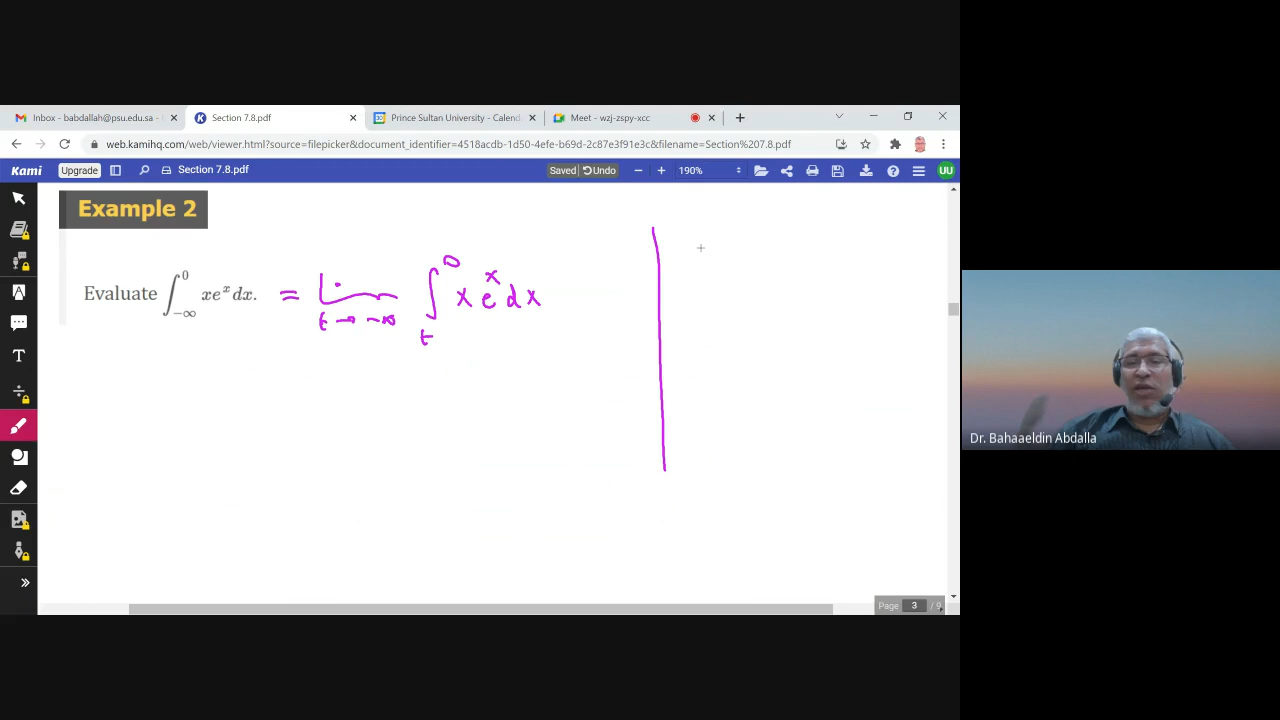 Inbox - babdallah@psu.edu.sa -
Section 7.8.pdf
Prince Sultan University - Calend
Meet - wzj-zspy-xcc
web.kamihq.com/web/viewer.html?source=filepicker&document_identifier=4518acdb-1d50-4efe-b69d-2c87e3f91e3c&filename=Section%207.8.pdf
Kami Upgrade Section 7.8.pdf Saved Undo 190% UU
Example 2
Evaluate ∫_{-∞}^{0} xe^x dx. = lim_{t→-∞} ∫_{t}^{0} x e^x dx
Dr. Bahaaeldin Abdalla
Page 3 / 9